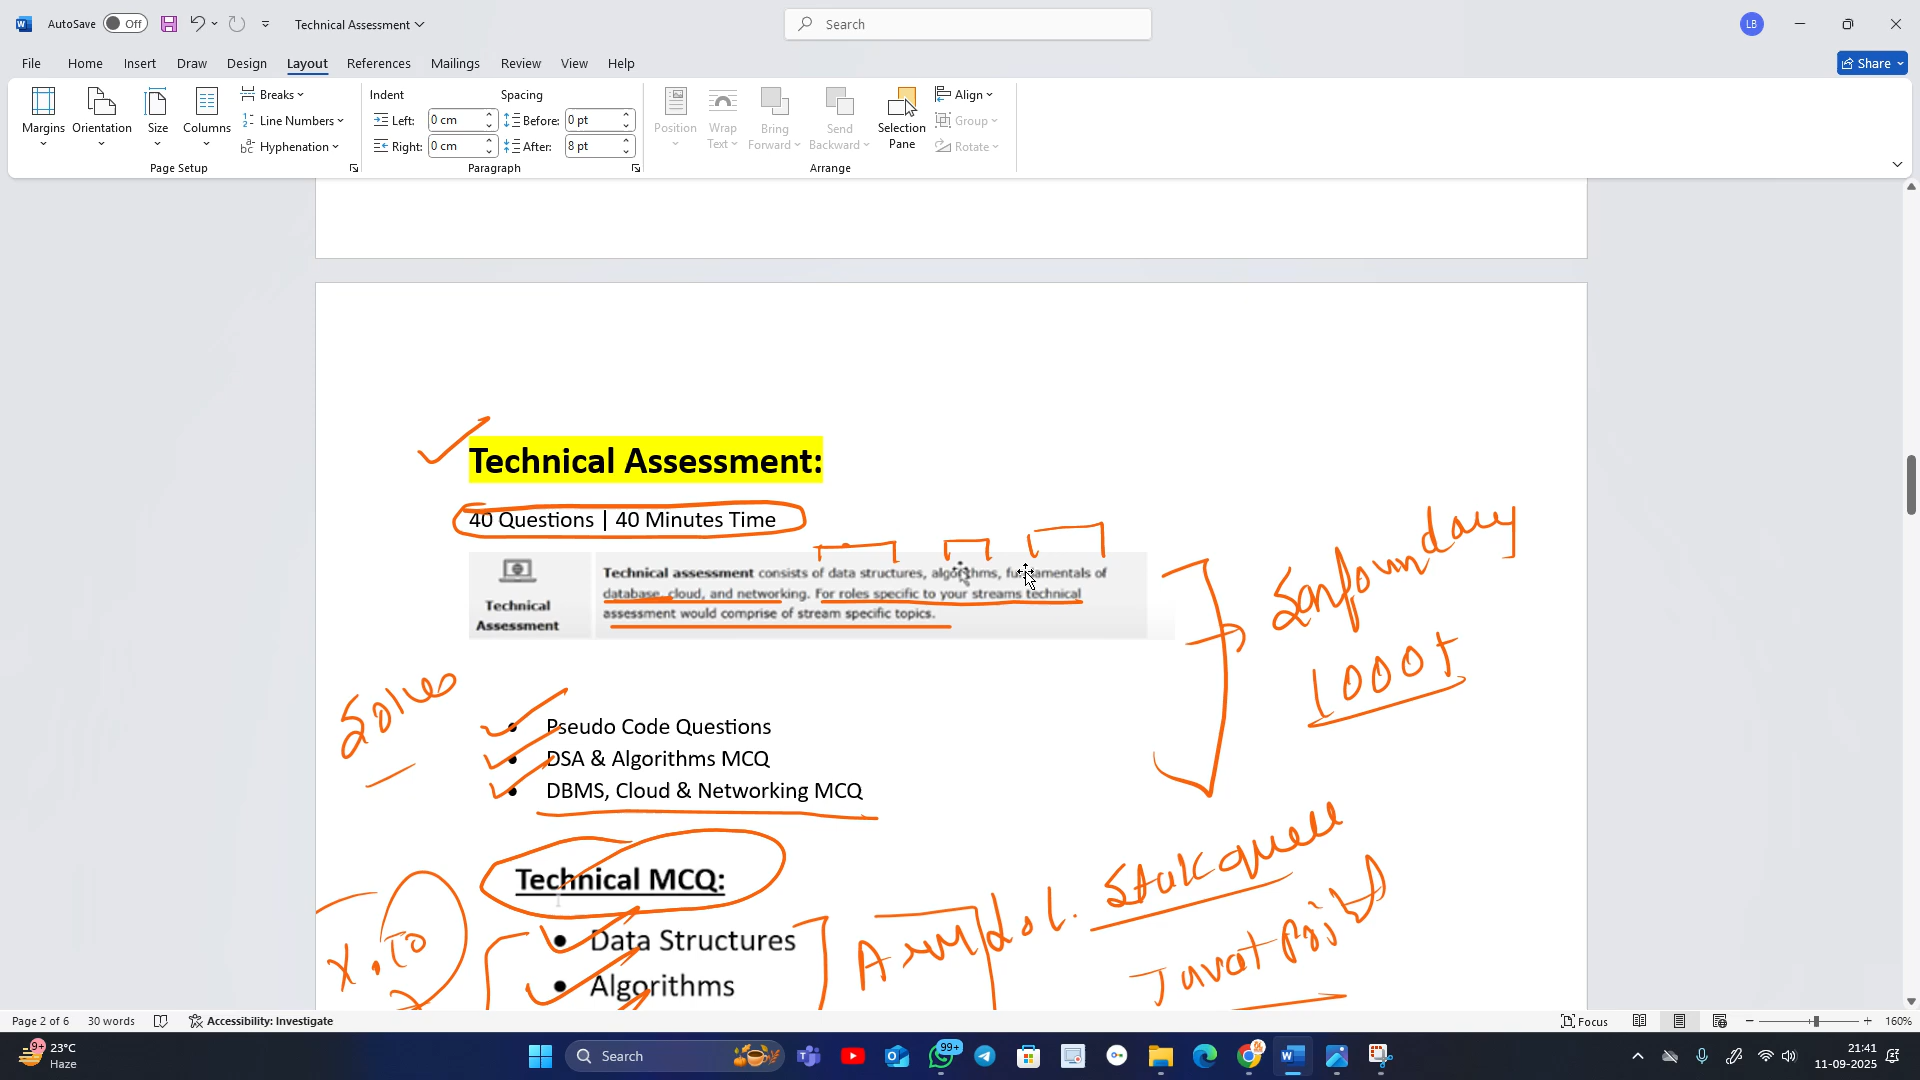 AutoSave Off Technical Assessment Search LB
File Home Insert Draw Design Layout References Mailings Review View Help Share
Margins Orientation Size Columns Breaks Line Numbers Hyphenation
Page Setup
Indent Spacing
Left: 0 cm Before: 0 pt
Right: 0 cm After: 8 pt
Paragraph
Position Wrap Text Bring Forward Send Backward Selection Pane Align Group Rotate
Arrange
Technical Assessment:
40 Questions | 40 Minutes Time
Technical Assessment
Technical assessment consists of data structures, algorithms, fundamentals of
database, cloud, and networking. For roles specific to your streams technical
assessment would comprise of stream specific topics.
1000+
Pseudo Code Questions
DSA & Algorithms MCQ
DBMS, Cloud & Networking MCQ
Technical MCQ:
Data Structures
Algorithms
Page 2 of 6 30 words Accessibility: Investigate Focus 160%
9+ 23°C
Haze
Search
99+
21:41
11-09-2025